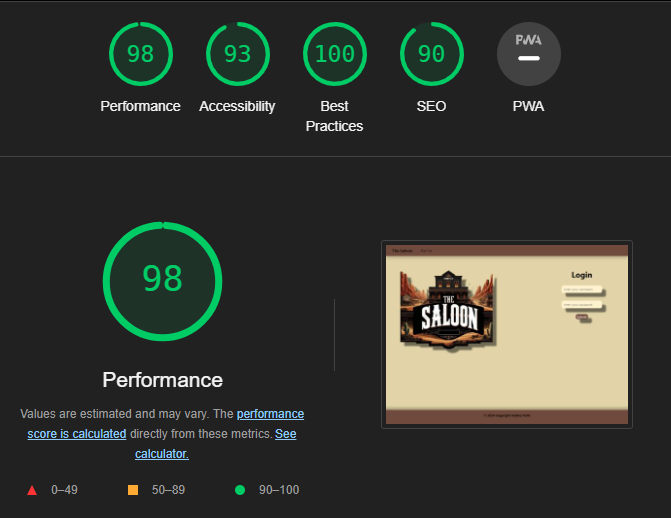 98
93
100
90
PWA
Performance
Accessibility
Best
Practices
SEO
PWA
98
Performance
Values are estimated and may vary. The performance
score is calculated directly from these metrics. See
calculator.
0–49
50–89
90–100
The Saloon
Login
THE
SALOON